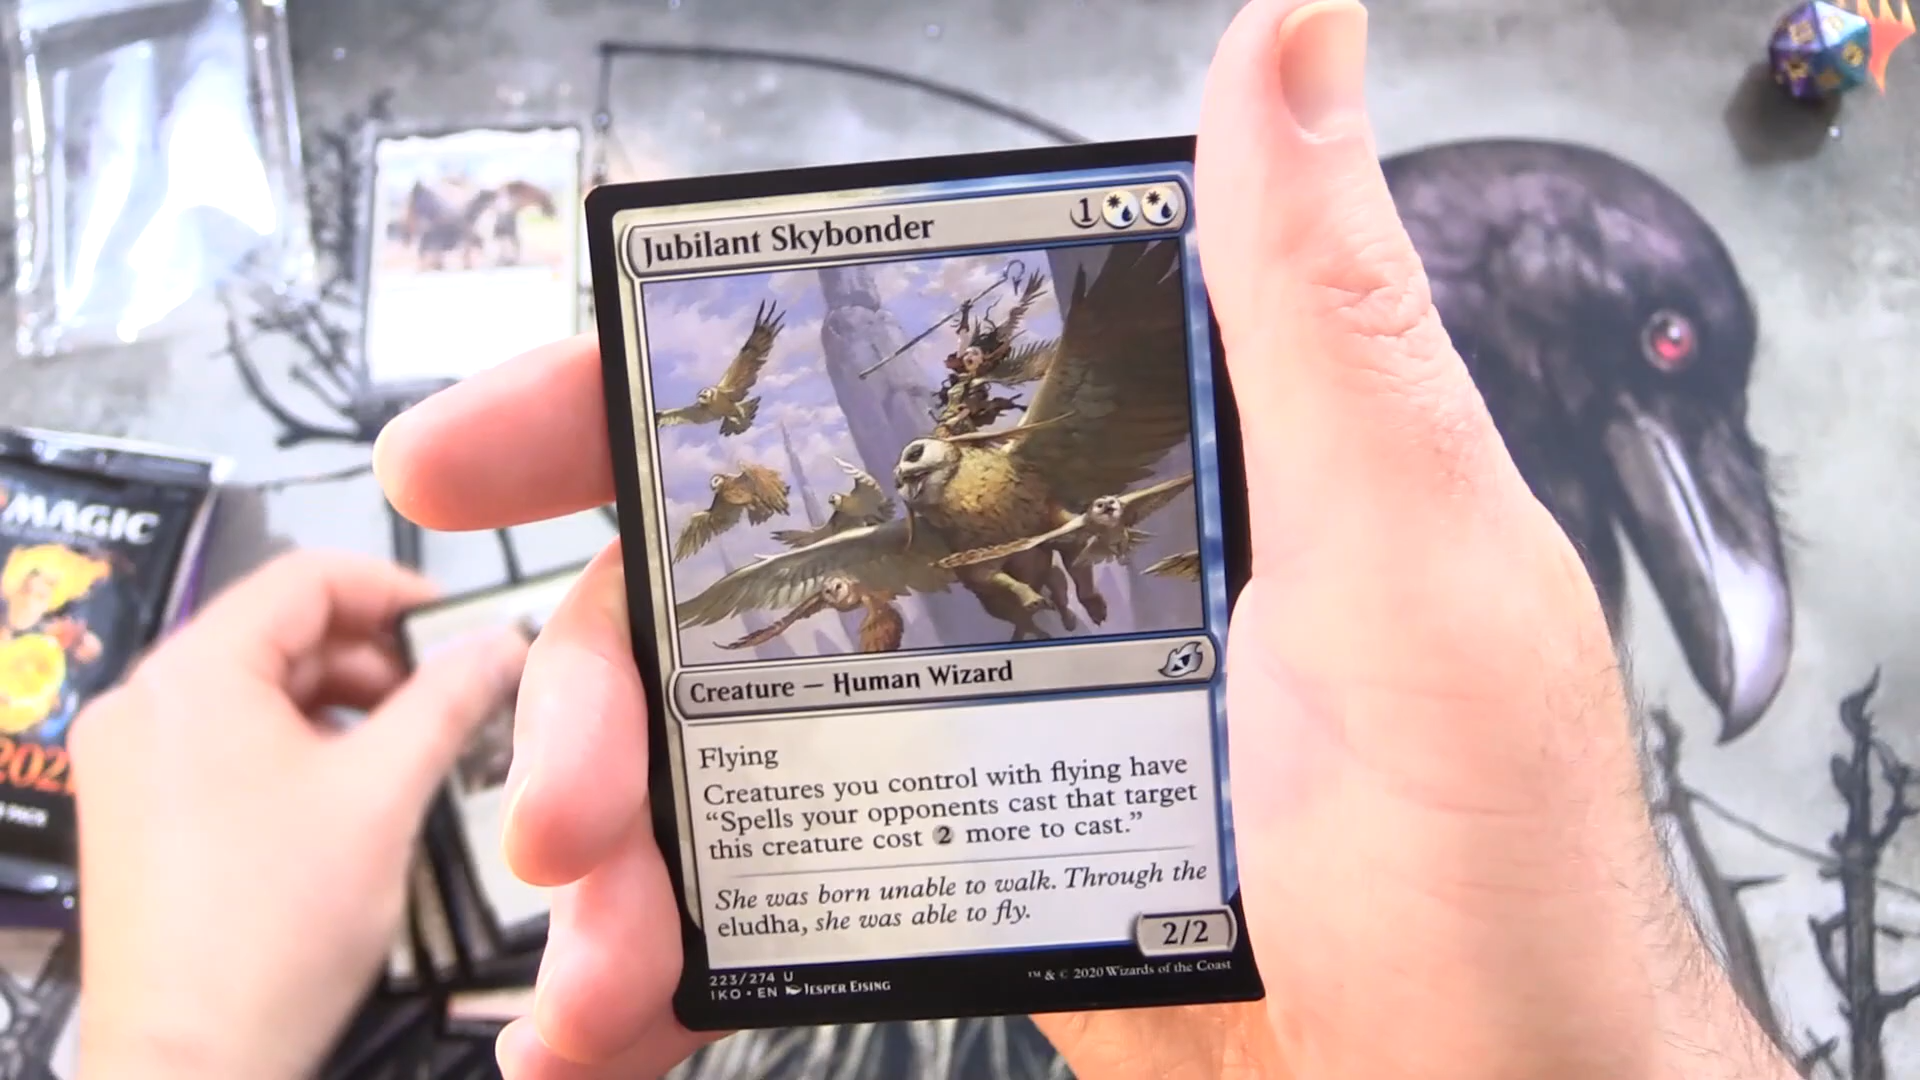 Jubilant Skybonder
1
Creature — Human Wizard
Flying
Creatures you control with flying have
“Spells your opponents cast that target
this creature cost 2 more to cast.”
She was born unable to walk. Through the
eludha, she was able to fly.
2/2
223/274 U
IKO • EN JESPER EISING
™ & © 2020 Wizards of the Coast
MAGIC